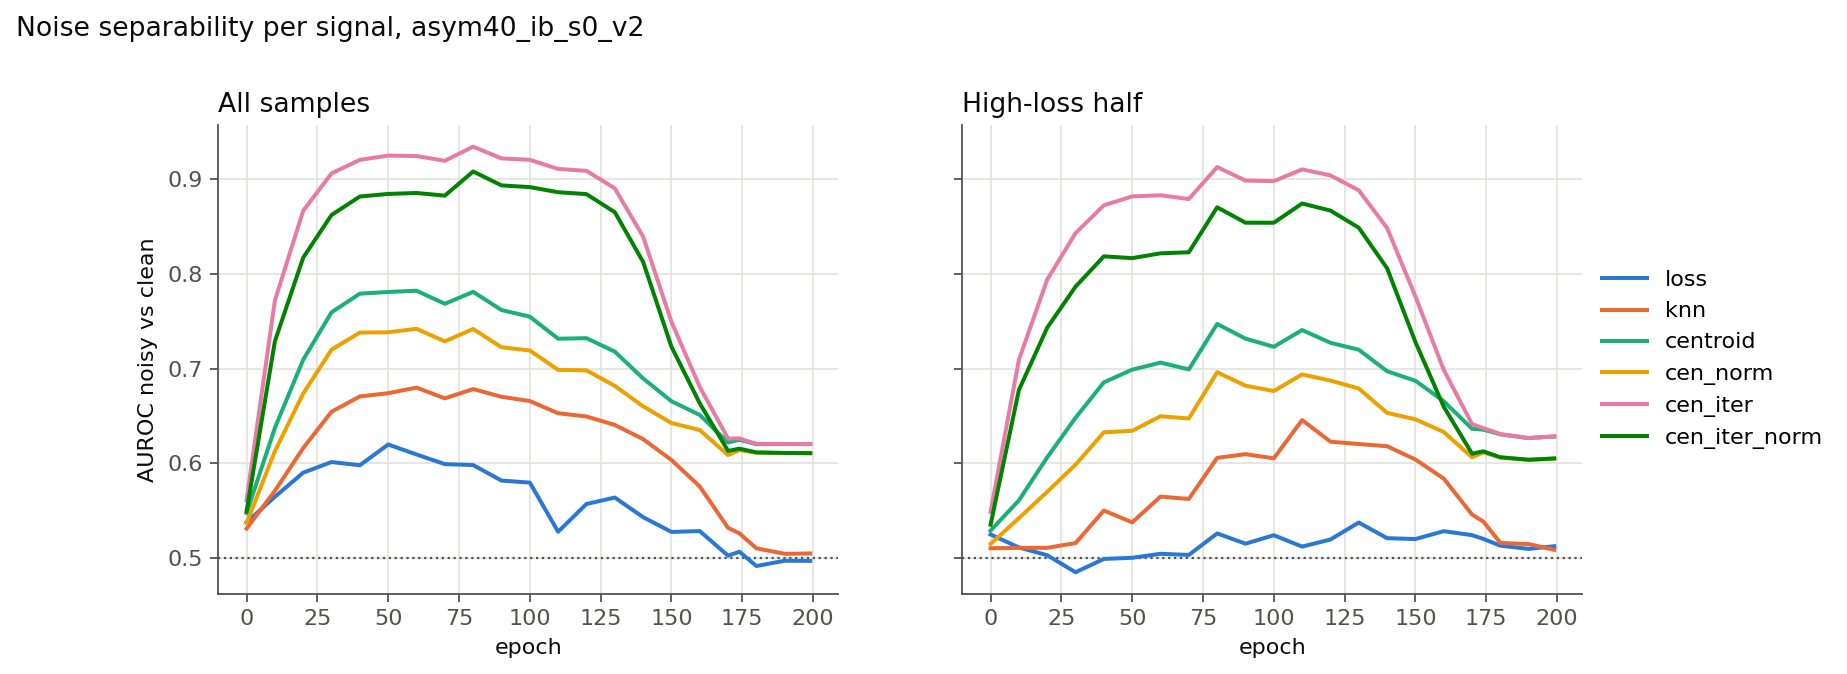 Noise separability per signal, asym40_ib_s0_v2
All samples
High-loss half
AUROC noisy vs clean
0.9
0.8
0.7
0.6
0.5
0 25 50 75 100 125 150 175 200
epoch
0 25 50 75 100 125 150 175 200
epoch
loss
knn
centroid
cen_norm
cen_iter
cen_iter_norm